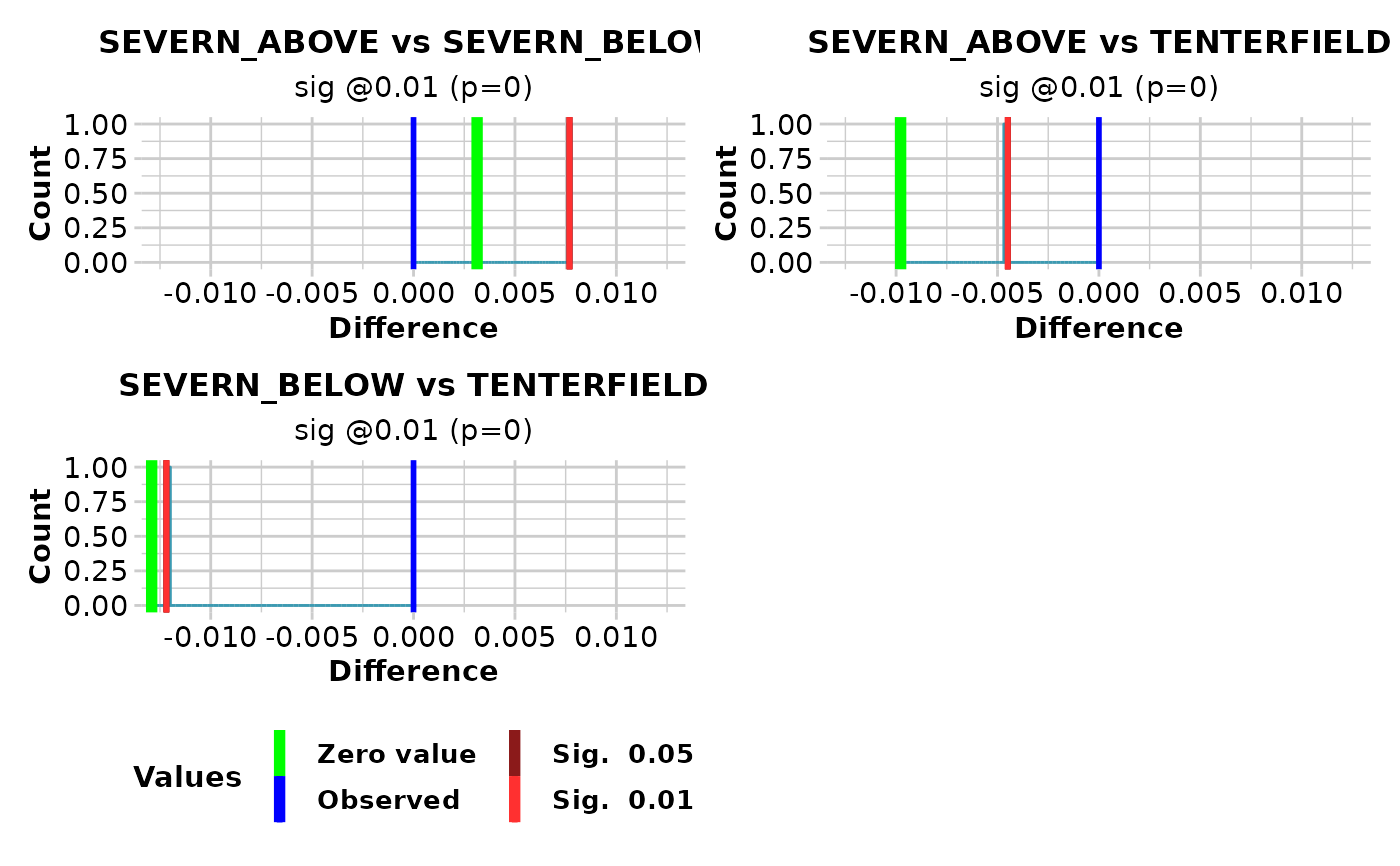 SEVERN_ABOVE vs SEVERN_BELOW
sig @0.01 (p=0)
Count
1.00
0.75
0.50
0.25
0.00
-0.010 -0.005 0.000 0.005 0.010
Difference
SEVERN_ABOVE vs TENTERFIELD
sig @0.01 (p=0)
Count
1.00
0.75
0.50
0.25
0.00
-0.010 -0.005 0.000 0.005 0.010
Difference
SEVERN_BELOW vs TENTERFIELD
sig @0.01 (p=0)
Count
1.00
0.75
0.50
0.25
0.00
-0.010 -0.005 0.000 0.005 0.010
Difference
Values
Zero value
Observed
Sig. 0.05
Sig. 0.01